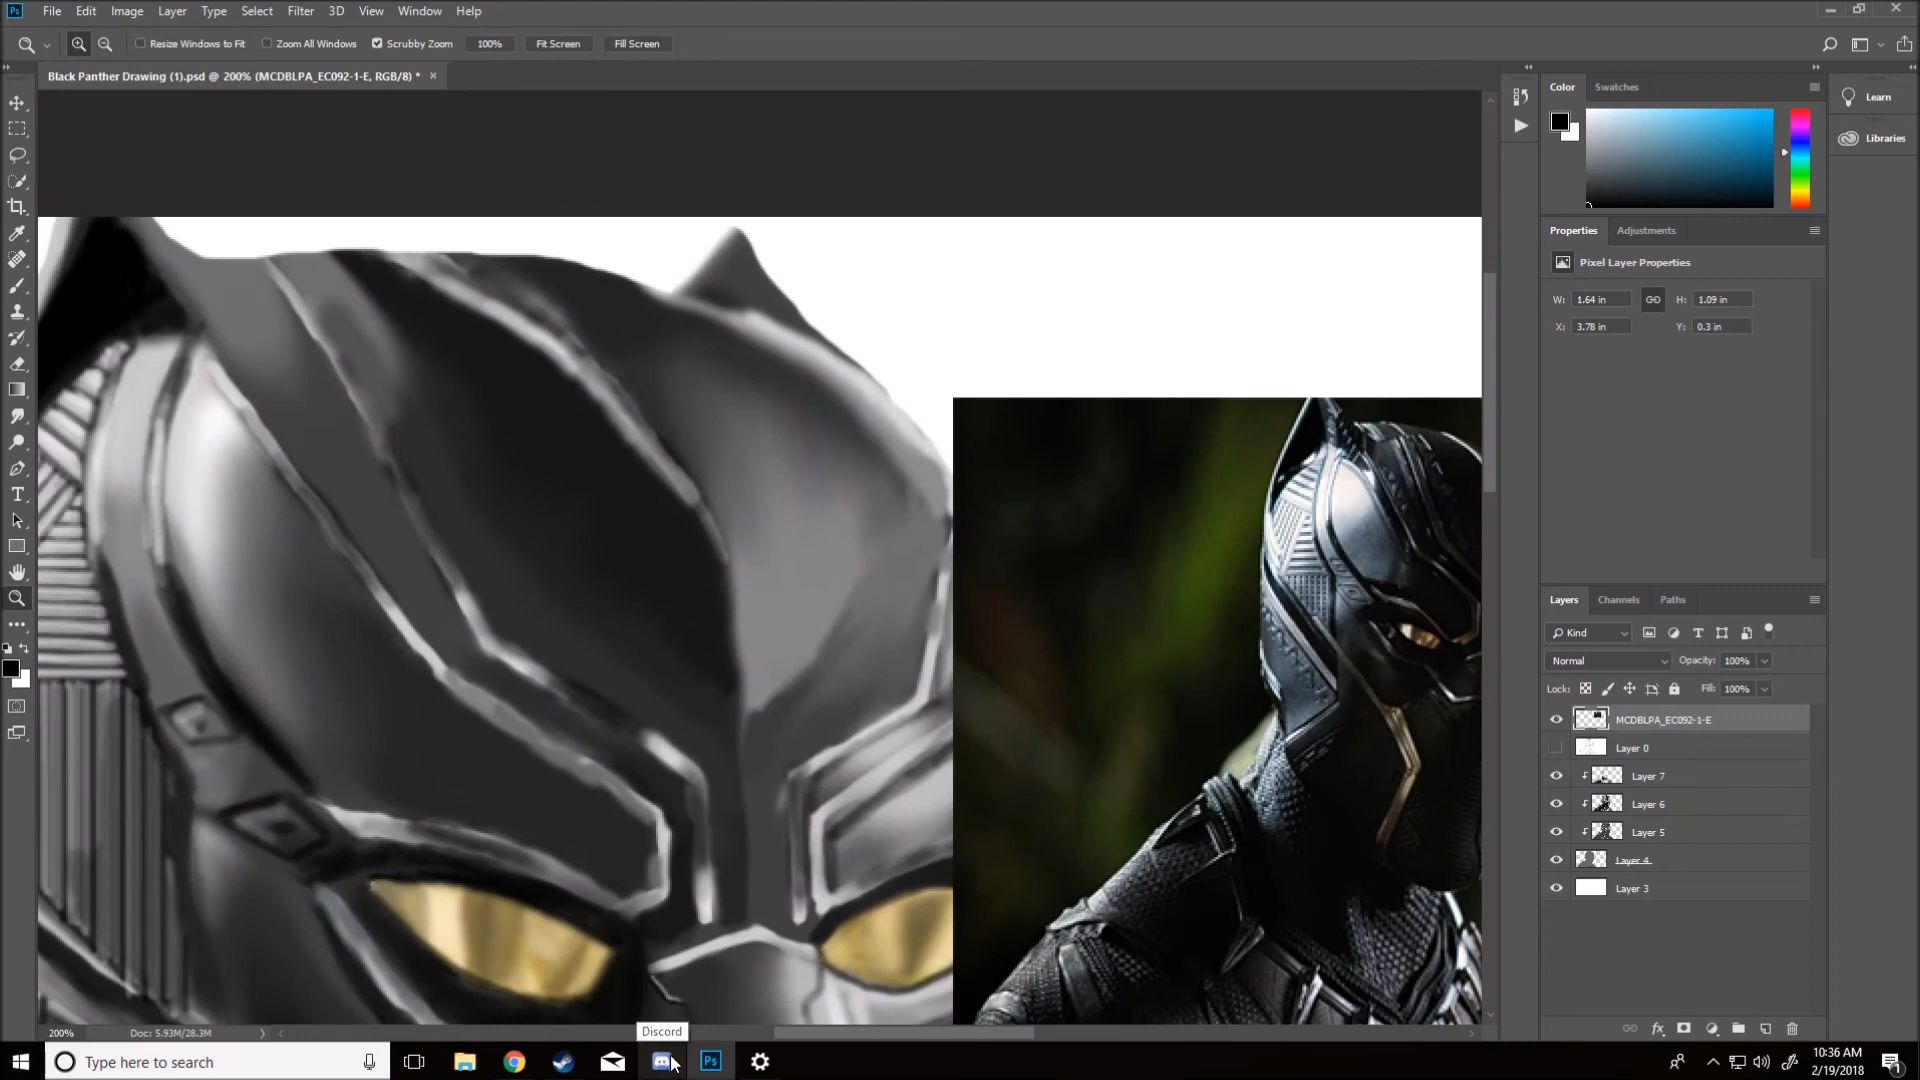 Ps File Edit Image Layer Type Select Filter 3D View Window Help
Resize Windows to Fit Zoom All Windows Scrubby Zoom 100% Fit Screen Fill Screen
Black Panther Drawing (1).psd @ 200% (MCDBLPA_EC092-1-E, RGB/8) * ×
Color Swatches
Learn
Libraries
Properties Adjustments
Pixel Layer Properties
W: 1.64 in H: 1.09 in
X: 3.78 in Y: 0.3 in
Layers Channels Paths
Kind
Normal Opacity: 100%
Lock: Fill: 100%
MCDBLPA_EC092-1-E
Layer 0
Layer 7
Layer 6
Layer 5
Layer 4
Layer 3
200% Doc: 5.93M/28.3M
Discord
Type here to search Ps
10:36 AM
2/19/2018
1